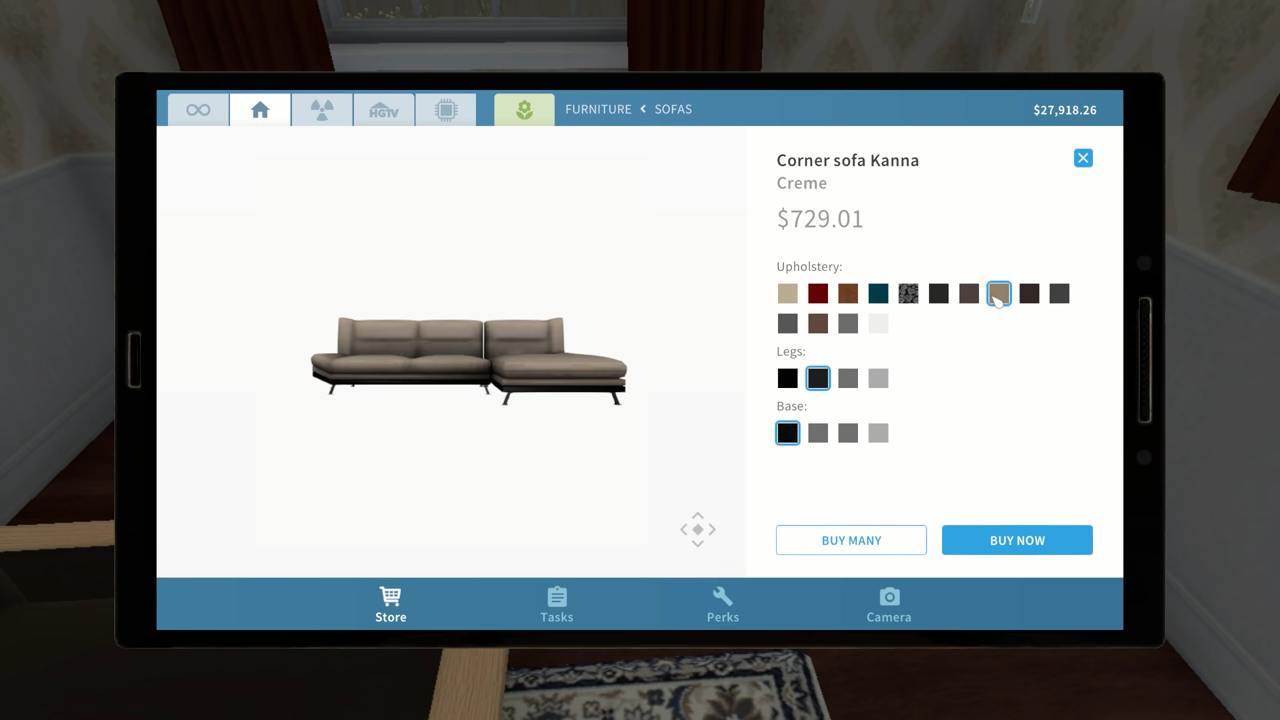 HGTV
FURNITURE < SOFAS
$27,918.26
Corner sofa Kanna
Creme
$729.01
Upholstery:
Legs:
Base:
BUY MANY
BUY NOW
Store
Tasks
Perks
Camera